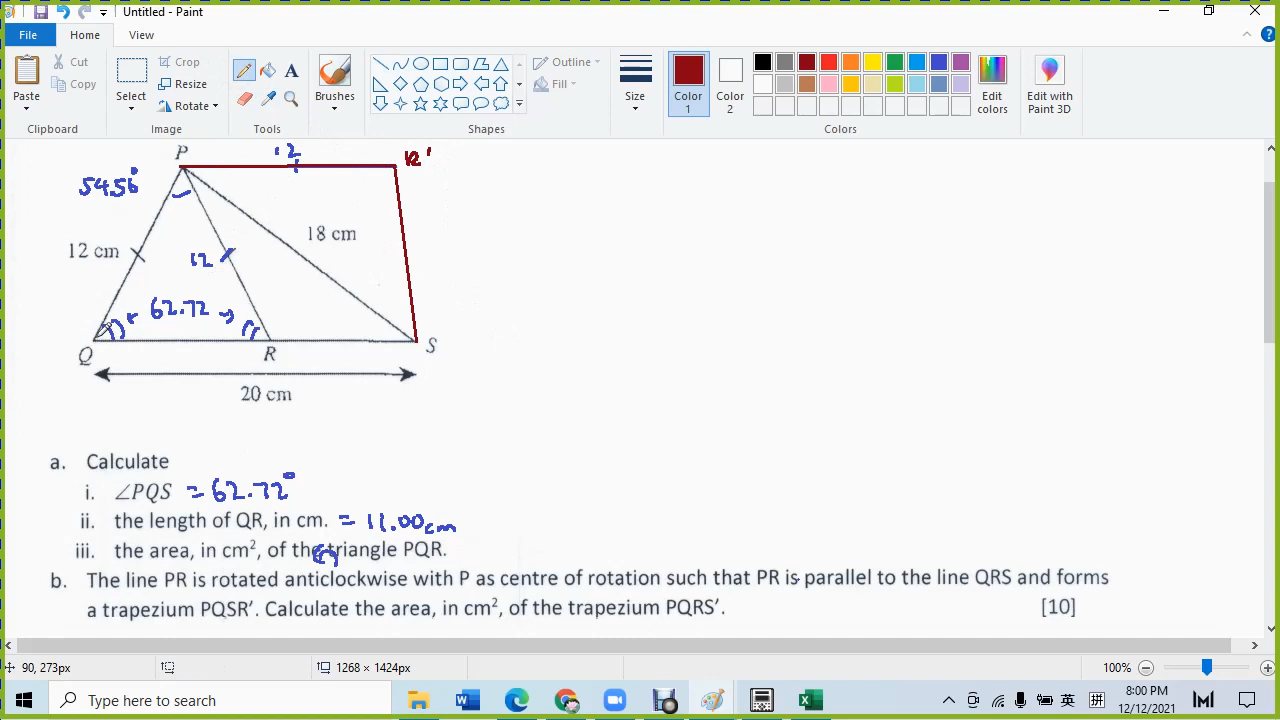 Untitled - Paint
File Home View
Paste Cut Copy Clipboard
Select Crop Resize Rotate Image
Tools
Brushes
Outline Fill Shapes
Size
Color 1 Color 2
Edit colors
Edit with Paint 3D
Colors
P 12 R'
54.56°
12 cm 12 18 cm
62.72
Q R S
20 cm
a. Calculate
i. ∠PQS = 62.72°
ii. the length of QR, in cm. = 11.00cm
iii. the area, in cm², of the triangle PQR.
b. The line PR is rotated anticlockwise with P as centre of rotation such that PR is parallel to the line QRS and forms
a trapezium PQSR'. Calculate the area, in cm², of the trapezium PQRS'. [10]
90, 273px 1268 × 1424px 100%
Type here to search
英 拼 8:00 PM
12/12/2021